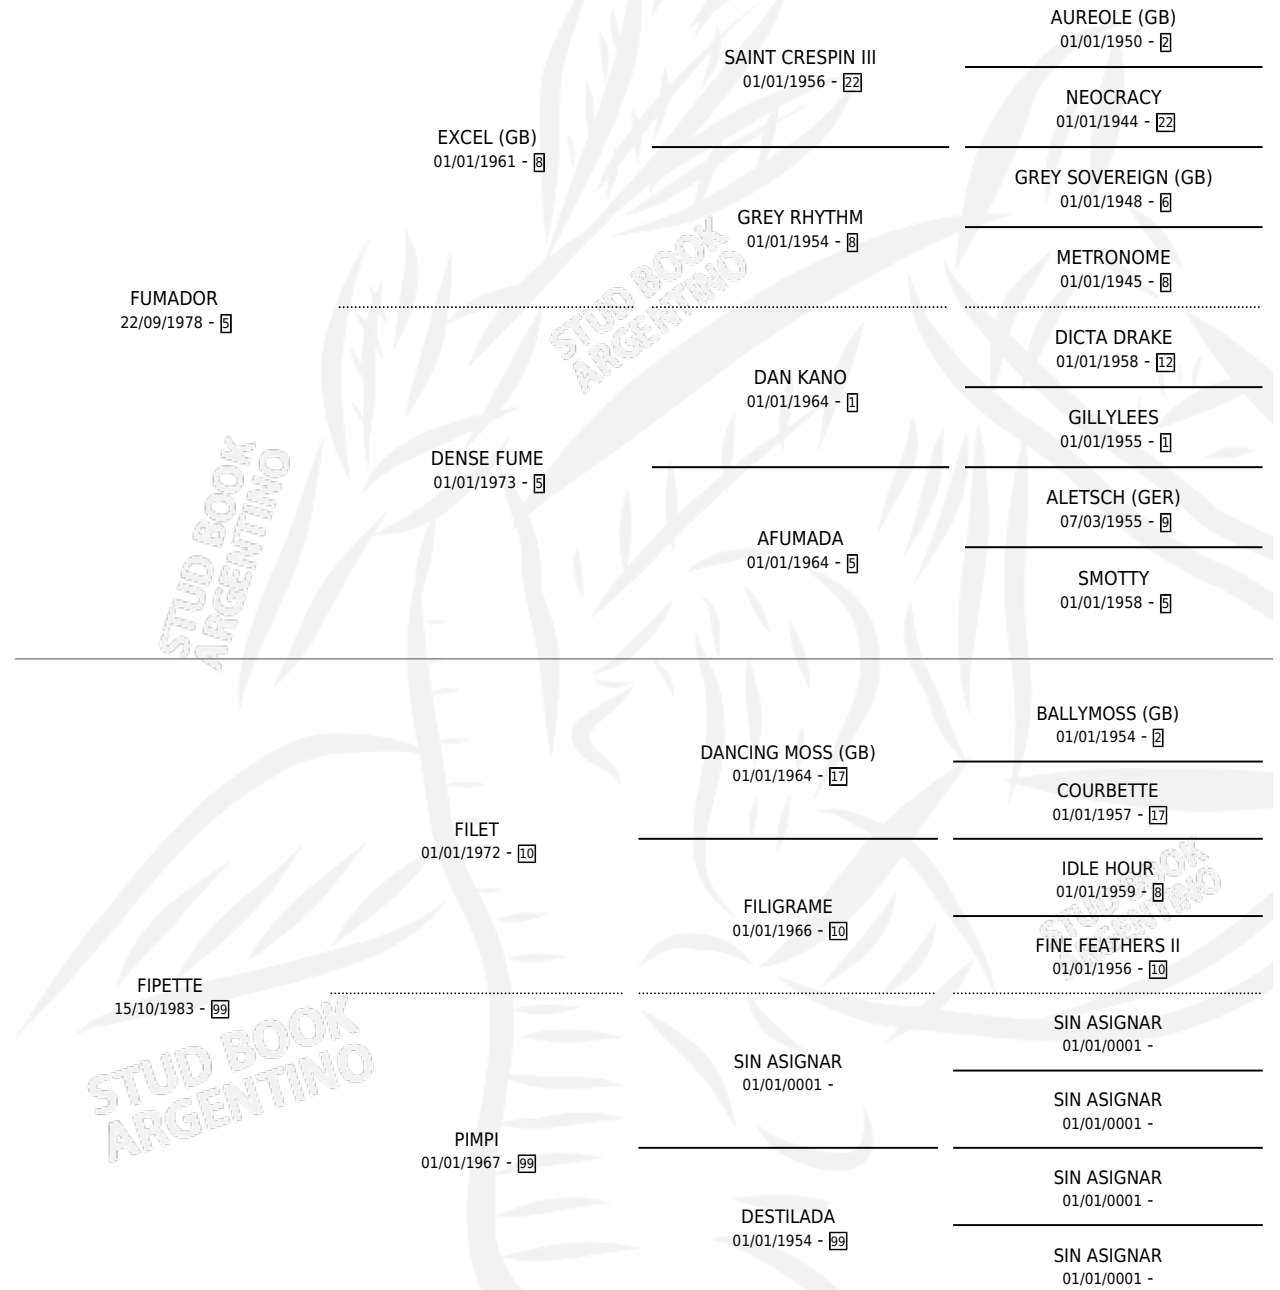 AUREOLE (GB)
01/01/1950 - 2
SAINT CRESPIN III
01/01/1956 - 22
NEOCRACY
01/01/1944 - 22
EXCEL (GB)
01/01/1961 - 8
GREY SOVEREIGN (GB)
01/01/1948 - 6
GREY RHYTHM
01/01/1954 - 8
METRONOME
01/01/1945 - 8
FUMADOR
22/09/1978 - 5
DICTA DRAKE
01/01/1958 - 12
DAN KANO
01/01/1964 - 1
GILLYLEES
01/01/1955 - 1
DENSE FUME
01/01/1973 - 5
ALETSCH (GER)
07/03/1955 - 9
AFUMADA
01/01/1964 - 5
SMOTTY
01/01/1958 - 5
BALLYMOSS (GB)
01/01/1954 - 2
DANCING MOSS (GB)
01/01/1964 - 17
COURBETTE
01/01/1957 - 17
FILET
01/01/1972 - 10
IDLE HOUR
01/01/1959 - 8
FILIGRAME
01/01/1966 - 10
FINE FEATHERS II
01/01/1956 - 10
FIPETTE
15/10/1983 - 99
SIN ASIGNAR
01/01/0001 -
SIN ASIGNAR
01/01/0001 -
SIN ASIGNAR
01/01/0001 -
PIMPI
01/01/1967 - 99
SIN ASIGNAR
01/01/0001 -
DESTILADA
01/01/1954 - 99
SIN ASIGNAR
01/01/0001 -
STUD BOOK
ARGENTINO
STUD BOOK
ARGENTINO
STUD BOOK
ARGENTINO
STUD BOOK
ARGENTINO